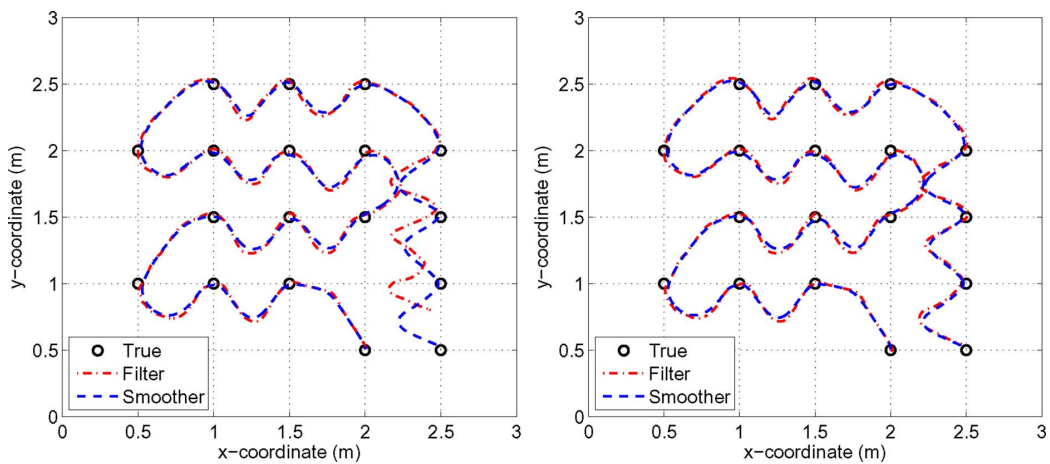 3
2.5
2
1.5
1
0.5
0
y-coordinate (m)
True
Filter
Smoother
0 0.5 1 1.5 2 2.5 3
x-coordinate (m)
3
2.5
2
1.5
1
0.5
0
y-coordinate (m)
True
Filter
Smoother
0 0.5 1 1.5 2 2.5 3
x-coordinate (m)